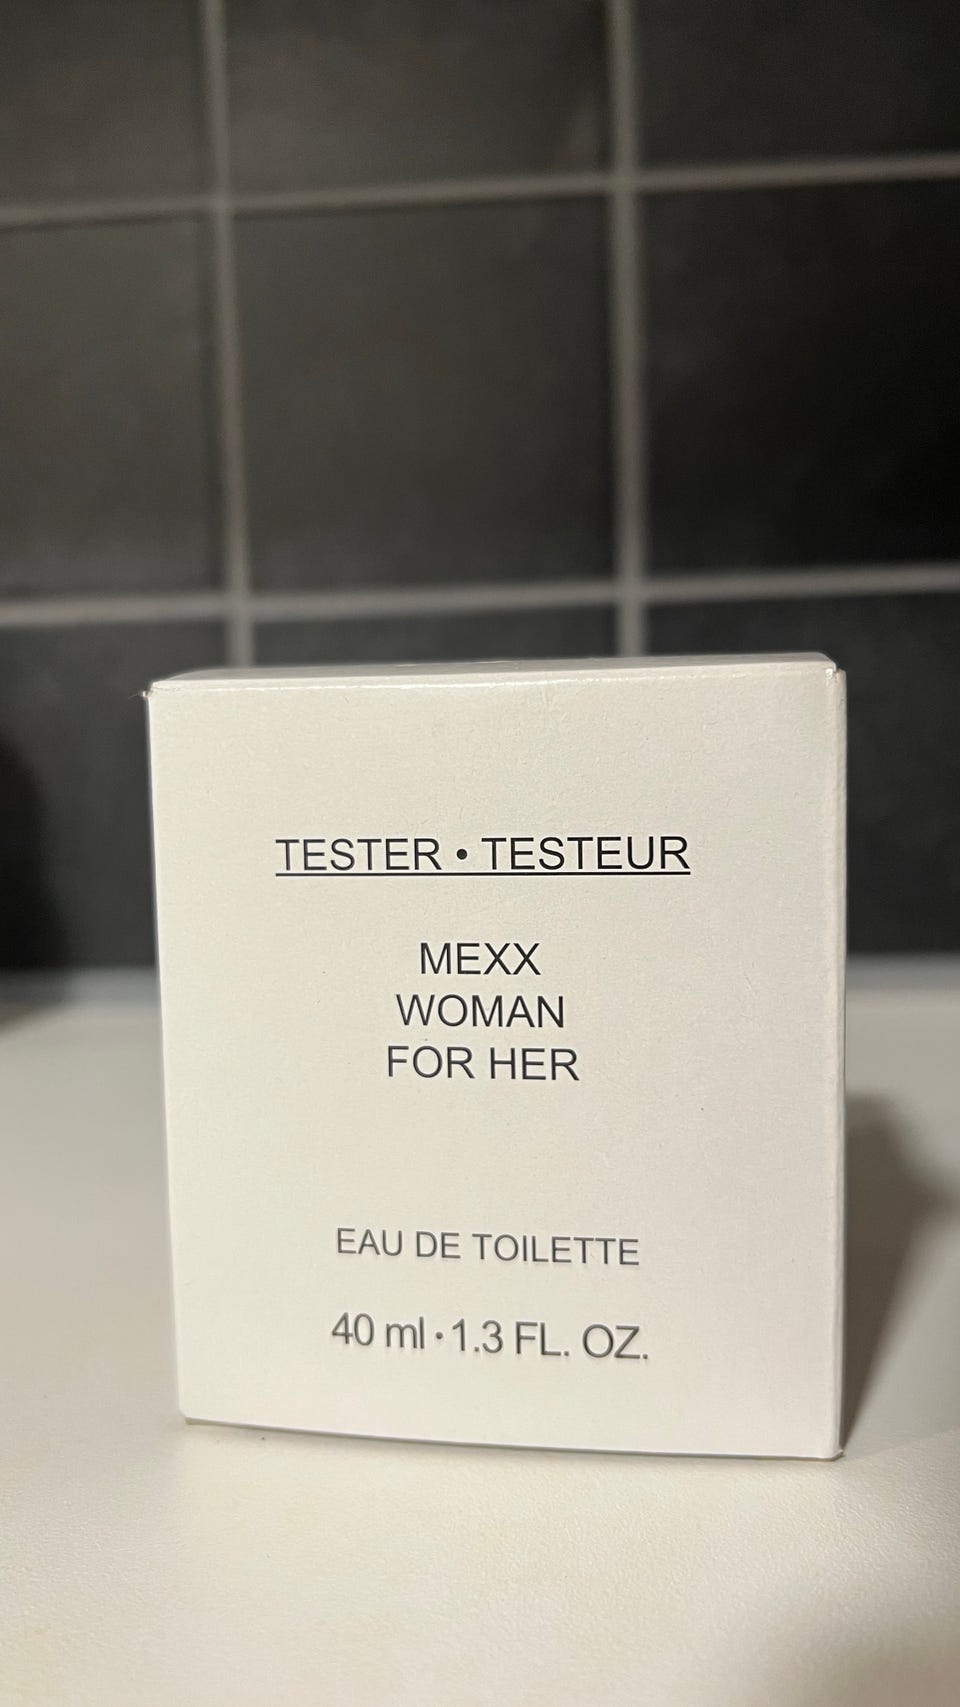 TESTER • TESTEUR
MEXX
WOMAN
FOR HER
EAU DE TOILETTE
40 ml • 1.3 FL. OZ.